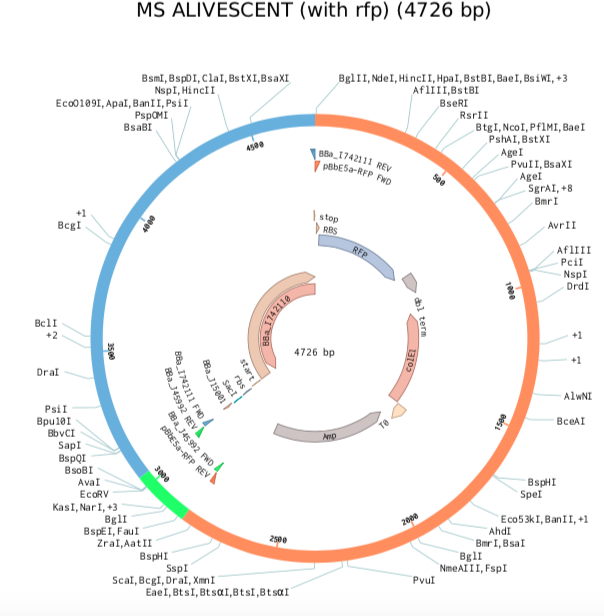 MS ALIVESCENT (with rfp) (4726 bp)
BsmI,BspDI,ClaI,BstXI,BsaXI
BglII,NdeI,HincII,HpaI,BstBI,BaeI,BsiWI,+3
NspI,HincII
AflIII,BstBI
EcoO109I,ApaI,BanII,PsiI
BseRI
PspOMI
RsrII
BsaBI
BtgI,NcoI,PflMI,BaeI
PshAI,BstXI
AgeI
PvuII,BsaXI
AgeI
SgrAI,+8
BmrI
AvrII
AflIII
PciI
NspI
DrdI
+1
+1
AlwNI
BceAI
BspHI
SpeI
Eco53kI,BanII,+1
AhdI
BmrI,BsaI
BglI
NmeAIII,FspI
PvuI
EaeI,BtsI,BtsαI,BtsI,BtsαI
ScaI,BcgI,DraI,XmnI
SspI
BspHI
ZraI,AatII
BspEI,FauI
BglI
KasI,NarI,+3
EcoRV
AvaI
BsoBI
BspQI
SapI
BbvCI
Bpu10I
PsiI
DraI
+2
BclI
BcgI
+1
4500
500
1000
1500
2000
2500
3000
3500
4000
BBa_I742111 REV
pBbE5a-RFP FWD
stop
RBS
RFP
dbl term
colE1
T0
BBa_I742110
4726 bp
start
rbs
SacI
BBa_J15001
BBa_I742111 FWD
BBa_J45992 REV
BBa_J45992 FWD
pBbE5a-RFP REV